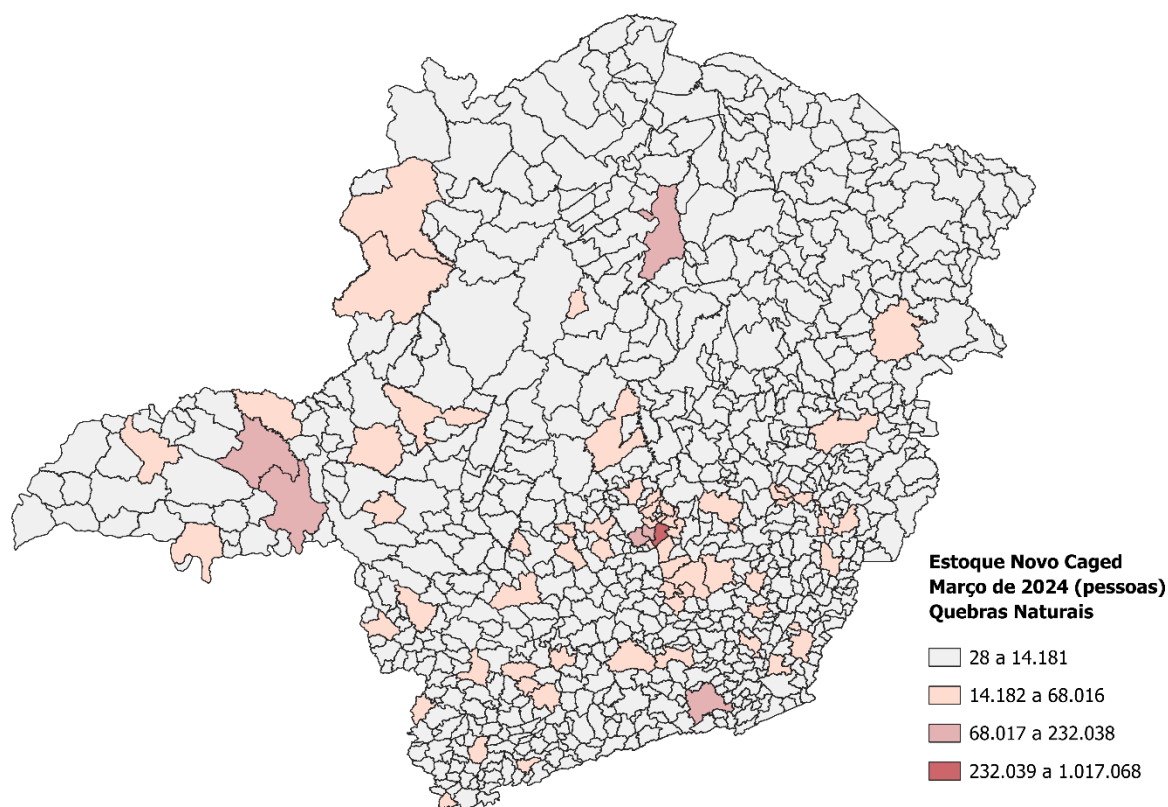 Estoque Novo Caged
Março de 2024 (pessoas)
Quebras Naturais
28 a 14.181
14.182 a 68.016
68.017 a 232.038
232.039 a 1.017.068